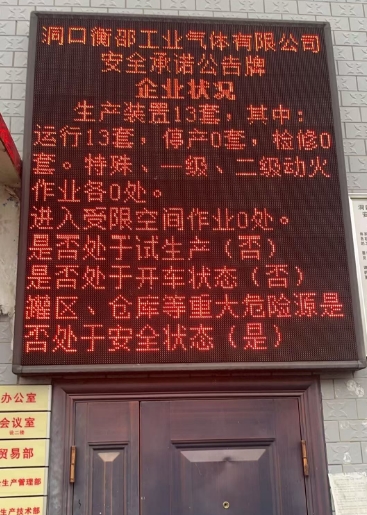 洞口衡邵工业气体有限公司
安全承诺公告牌
企业状况
生产装置13套，其中：
运行13套，停产0套，检修0
套。特殊、一级、二级动火
作业各0处。
进入受限空间作业0处。
是否处于试生产（否）
是否处于开车状态（否）
罐区、仓库等重大危险源是
否处于安全状态（是）
办公室
会议室
贸易部
生产管理部
生产技术部